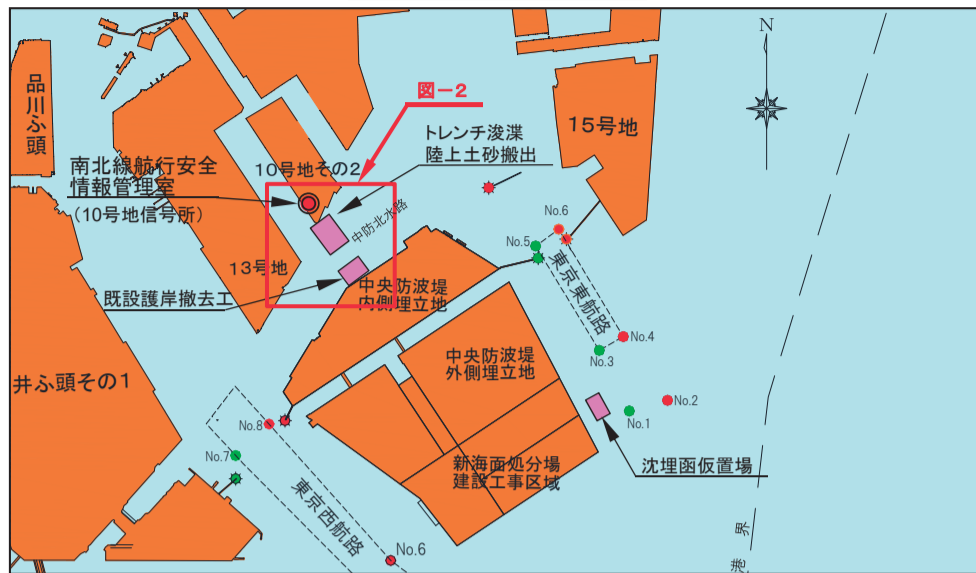 N
図－2
品川ふ頭
トレンチ浚渫
陸上土砂搬出
15号地
南北線航行安全
情報管理室
(10号地信号所)
10号地その2
中防北水路
No.6
No.5
東京東航路
13号地
既設護岸撤去工
中央防波堤
内側埋立地
No.4
No.3
中央防波堤
外側埋立地
井ふ頭その1
No.2
No.1
No.8
No.7
沈埋函仮置場
新海面処分場
建設工事区域
東京西航路
No.6
港界